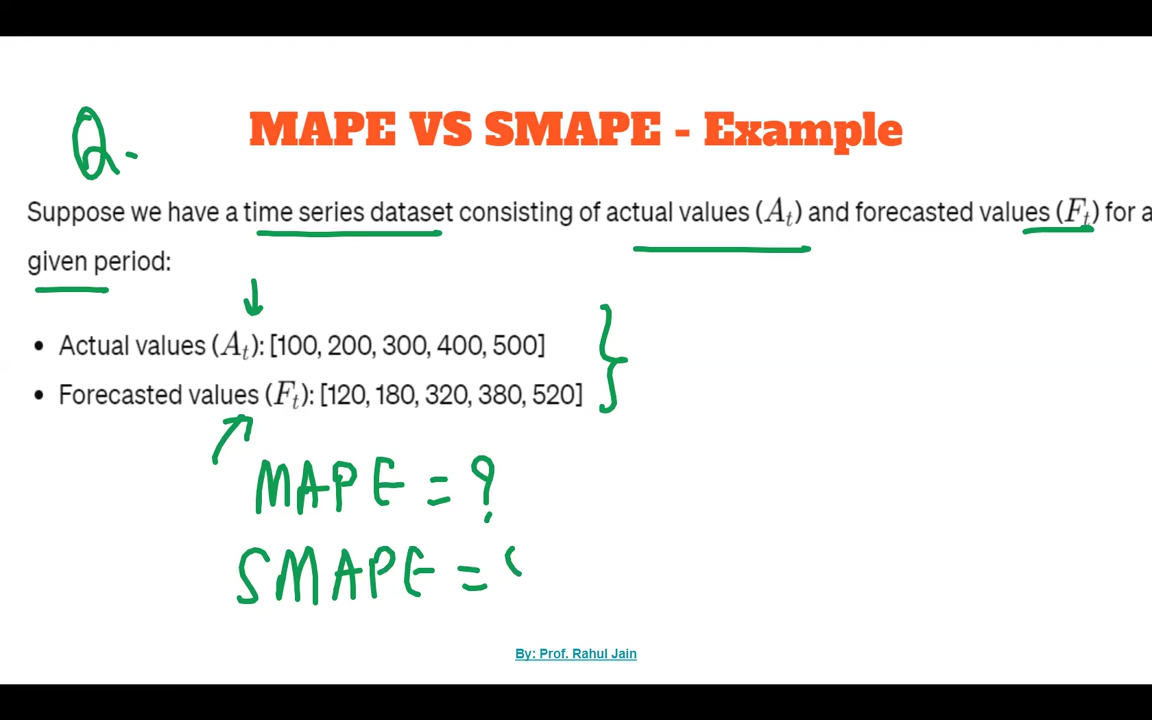 Q.
MAPE VS SMAPE - Example
Suppose we have a time series dataset consisting of actual values (Aₜ) and forecasted values (Fₜ) for a
given period:
• Actual values (Aₜ): [100, 200, 300, 400, 500]
• Forecasted values (Fₜ): [120, 180, 320, 380, 520]
MAPE = ?
SMAPE =
By: Prof. Rahul Jain